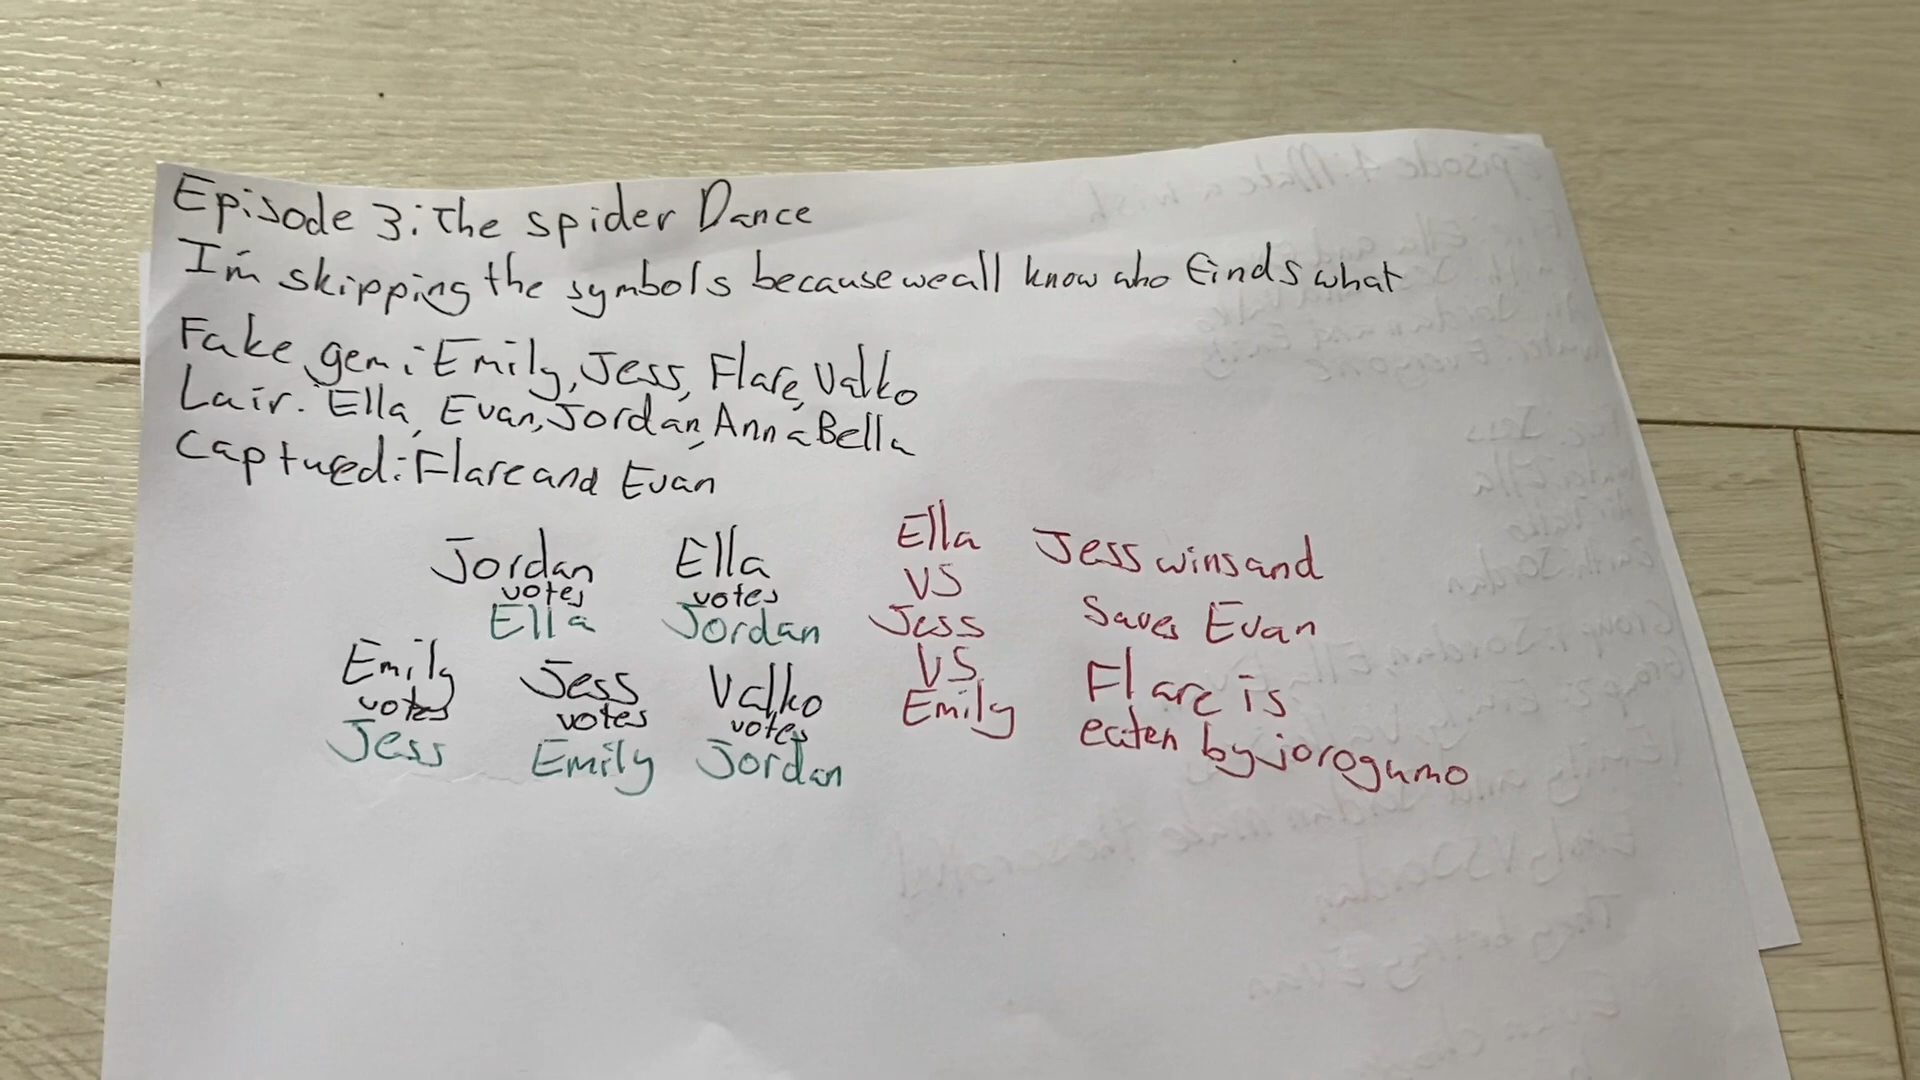 Episode 3: The spider Dance
I'm skipping the symbols because we all know who finds what
Fake gem: Emily, Jess, Flare, Valko
Lair: Ella, Evan, Jordan, AnnaBella
Captured: Flare and Evan
Jordan votes Ella
Ella votes Jordan
Emily votes Jess
Jess votes Emily
Valko votes Jordan
Ella
VS
Jess
VS
Emily
Jess wins and
Saves Evan
Flare is
eaten by jorogumo